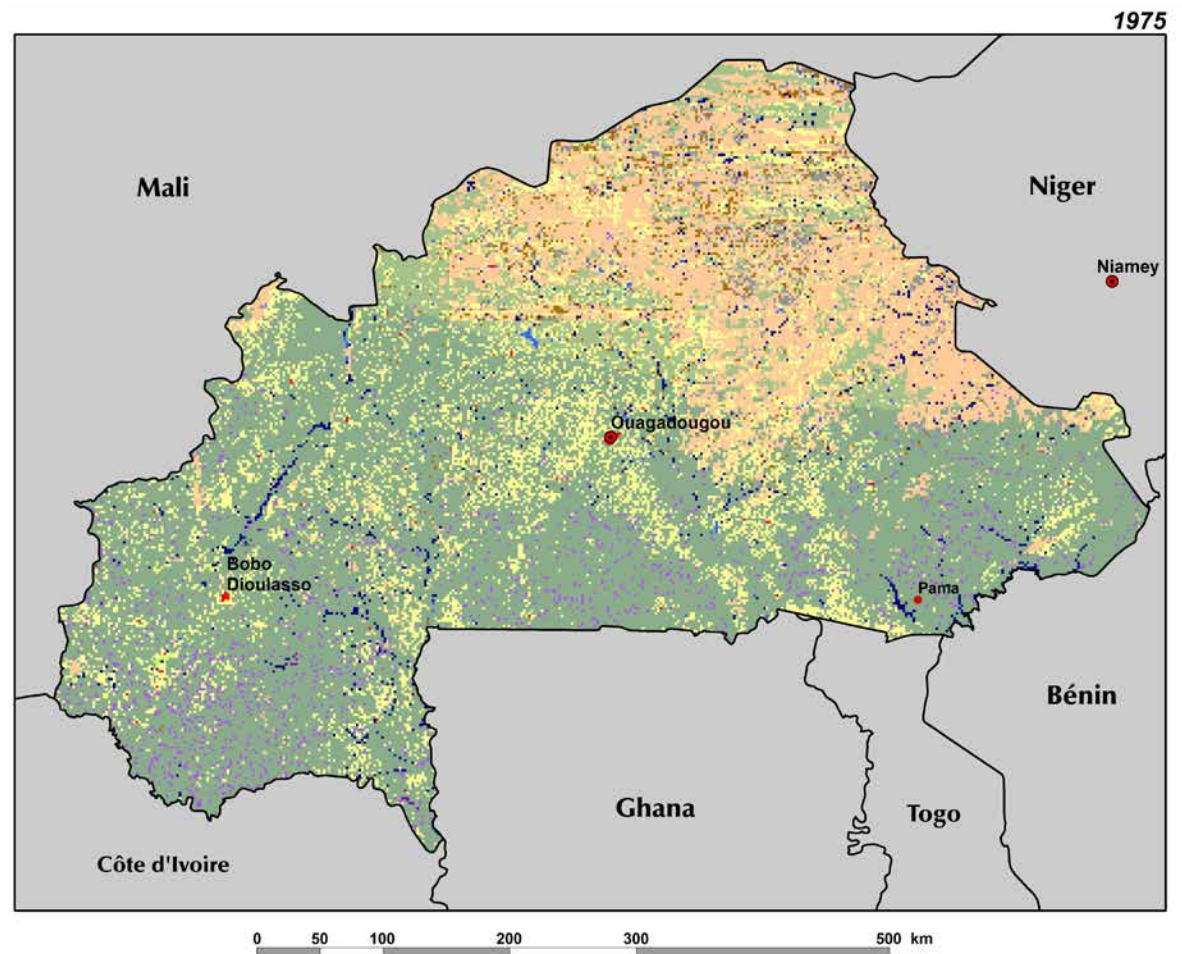 1975
Mali
Niger
Niamey
Ouagadougou
Bobo
Dioulasso
Pama
Bénin
Ghana
Togo
Côte d'Ivoire
0 50 100 200 300 500 km